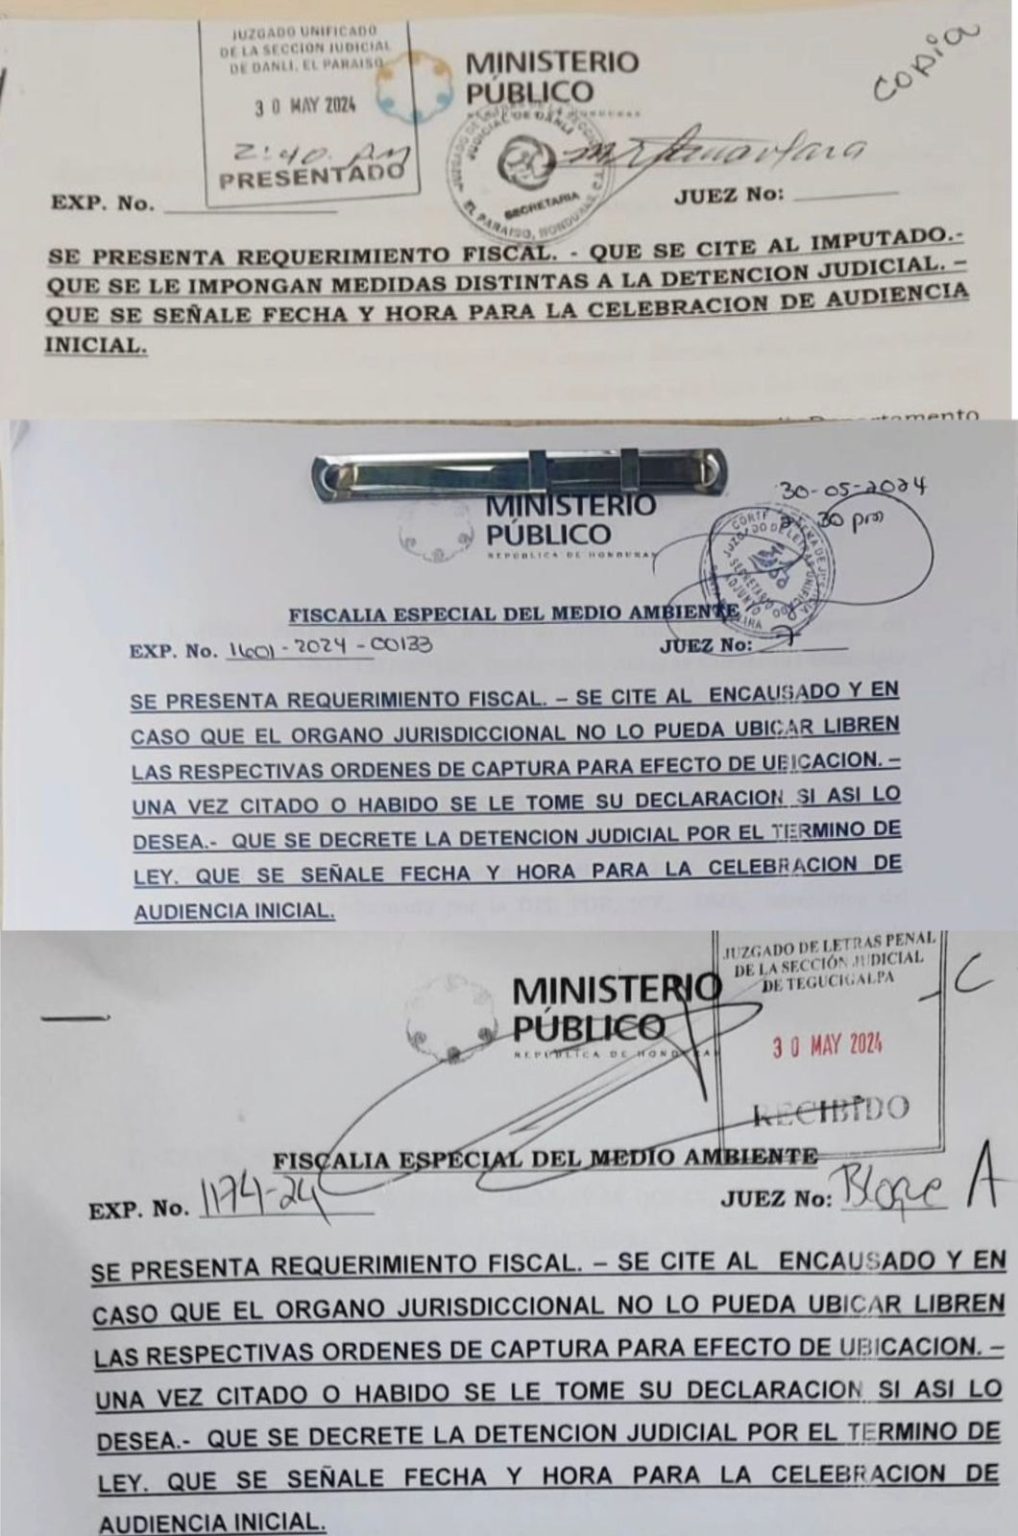 JUZGADO UNIFICADO
DE LA SECCION JUDICIAL
DE DANLI, EL PARAISO
30 MAY 2024
2:40 PM
PRESENTADO
MINISTERIO
PÚBLICO
copia
JUDICIAL DE DANLI
SECRETARIA
EL PARAISO, HONDURAS, C.A.
EXP. No.
JUEZ No:
SE PRESENTA REQUERIMIENTO FISCAL. - QUE SE CITE AL IMPUTADO.-
QUE SE LE IMPONGAN MEDIDAS DISTINTAS A LA DETENCION JUDICIAL. –
QUE SE SEÑALE FECHA Y HORA PARA LA CELEBRACION DE AUDIENCIA
INICIAL.
MINISTERIO
PÚBLICO
REPÚBLICA DE HONDURAS
30-05-2024
30 pm
FISCALIA ESPECIAL DEL MEDIO AMBIENTE
EXP. No. 1601-2024-00133
JUEZ No: 7
SE PRESENTA REQUERIMIENTO FISCAL. – SE CITE AL ENCAUSADO Y EN
CASO QUE EL ORGANO JURISDICCIONAL NO LO PUEDA UBICAR LIBREN
LAS RESPECTIVAS ORDENES DE CAPTURA PARA EFECTO DE UBICACION. –
UNA VEZ CITADO O HABIDO SE LE TOME SU DECLARACION SI ASI LO
DESEA.- QUE SE DECRETE LA DETENCION JUDICIAL POR EL TERMINO DE
LEY. QUE SE SEÑALE FECHA Y HORA PARA LA CELEBRACION DE
AUDIENCIA INICIAL.
JUZGADO DE LETRAS PENAL
DE LA SECCIÓN JUDICIAL
DE TEGUCIGALPA
30 MAY 2024
RECIBIDO
MINISTERIO
PÚBLICO
REPÚBLICA DE HONDURAS
FISCALIA ESPECIAL DEL MEDIO AMBIENTE
EXP. No. 1174-24
JUEZ No: Bloque A
SE PRESENTA REQUERIMIENTO FISCAL. – SE CITE AL ENCAUSADO Y EN
CASO QUE EL ORGANO JURISDICCIONAL NO LO PUEDA UBICAR LIBREN
LAS RESPECTIVAS ORDENES DE CAPTURA PARA EFECTO DE UBICACION. –
UNA VEZ CITADO O HABIDO SE LE TOME SU DECLARACION SI ASI LO
DESEA.- QUE SE DECRETE LA DETENCION JUDICIAL POR EL TERMINO DE
LEY. QUE SE SEÑALE FECHA Y HORA PARA LA CELEBRACION DE
AUDIENCIA INICIAL.